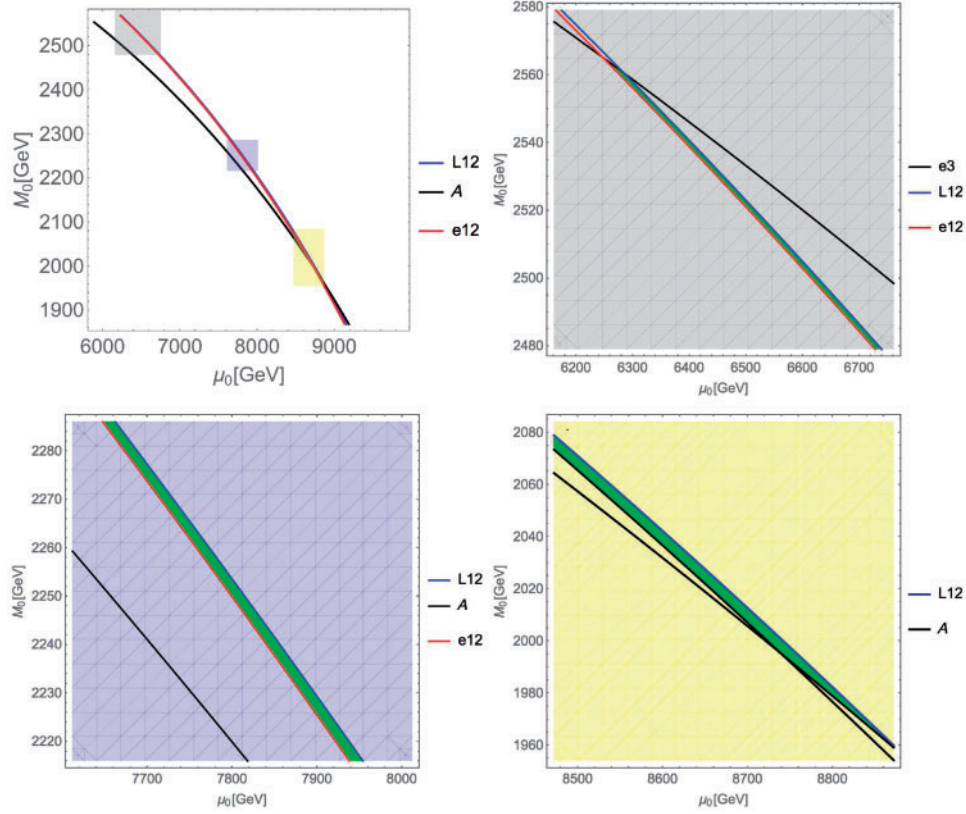 M₀[GeV]
2500
2400
2300
2200
2100
2000
1900
6000 7000 8000 9000
μ₀[GeV]
L12
A
e12
M₀[GeV]
2580
2560
2540
2520
2500
2480
6200 6300 6400 6500 6600 6700
μ₀[GeV]
e3
L12
e12
M₀[GeV]
2280
2270
2260
2250
2240
2230
2220
7700 7800 7900 8000
μ₀[GeV]
L12
A
e12
M₀[GeV]
2080
2060
2040
2020
2000
1980
1960
8500 8600 8700 8800
μ₀[GeV]
L12
A